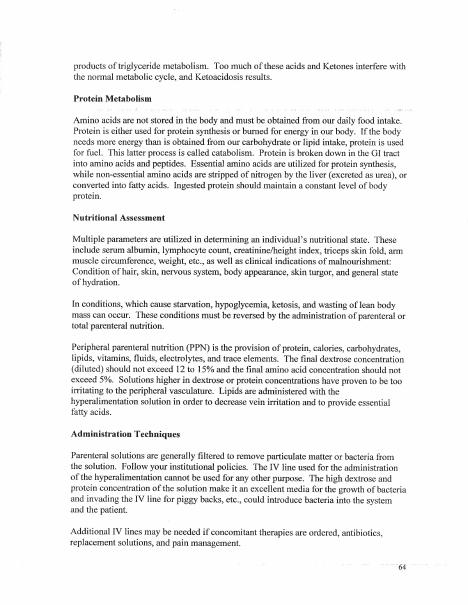 products of triglyceride metabolism. Too much of these acids and Ketones interfere with
the normal metabolic cycle, and Ketoacidosis results.
Protein Metabolism
Amino acids are not stored in the body and must be obtained from our daily food intake.
Protein is either used for protein synthesis or burned for energy in our body. If the body
needs more energy than is obtained from our carbohydrate or lipid intake, protein is used
for fuel. This latter process is called catabolism. Protein is broken down in the GI tract
into amino acids and peptides. Essential amino acids are utilized for protein synthesis,
while non-essential amino acids are stripped of nitrogen by the liver (excreted as urea), or
converted into fatty acids. Ingested protein should maintain a constant level of body
protein.
Nutritional Assessment
Multiple parameters are utilized in determining an individual's nutritional state. These
include serum albumin, lymphocyte count, creatinine/height index, triceps skin fold, arm
muscle circumference, weight, etc., as well as clinical indications of malnourishment:
Condition of hair, skin, nervous system, body appearance, skin turgor, and general state
of hydration.
In conditions, which cause starvation, hypoglycemia, ketosis, and wasting of lean body
mass can occur. These conditions must be reversed by the administration of parenteral or
total parenteral nutrition.
Peripheral parenteral nutrition (PPN) is the provision of protein, calories, carbohydrates,
lipids, vitamins, fluids, electrolytes, and trace elements. The final dextrose concentration
(diluted) should not exceed 12 to 15% and the final amino acid concentration should not
exceed 5%. Solutions higher in dextrose or protein concentrations have proven to be too
irritating to the peripheral vasculature. Lipids are administered with the
hyperalimentation solution in order to decrease vein irritation and to provide essential
fatty acids.
Administration Techniques
Parenteral solutions are generally filtered to remove particulate matter or bacteria from
the solution. Follow your institutional policies. The IV line used for the administration
of the hyperalimentation cannot be used for any other purpose. The high dextrose and
protein concentration of the solution make it an excellent media for the growth of bacteria
and invading the IV line for piggy backs, etc., could introduce bacteria into the system
and the patient.
Additional IV lines may be needed if concomitant therapies are ordered, antibiotics,
replacement solutions, and pain management.
64